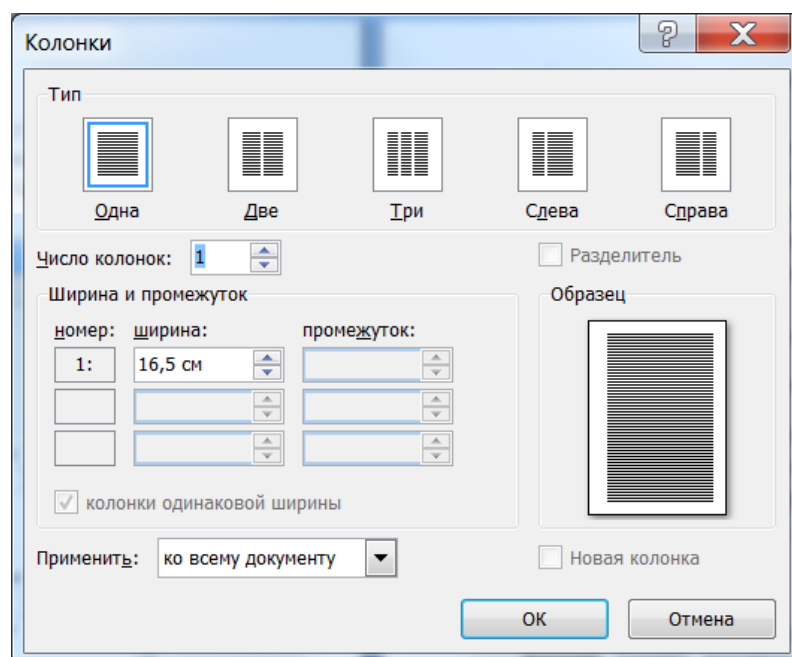 Колонки
Тип
Одна Две Три Слева Справа
Число колонок: 1 Разделитель
Ширина и промежуток Образец
номер: ширина: промежуток:
1: 16,5 см
колонки одинаковой ширины
Применить: ко всему документу Новая колонка
ОК Отмена